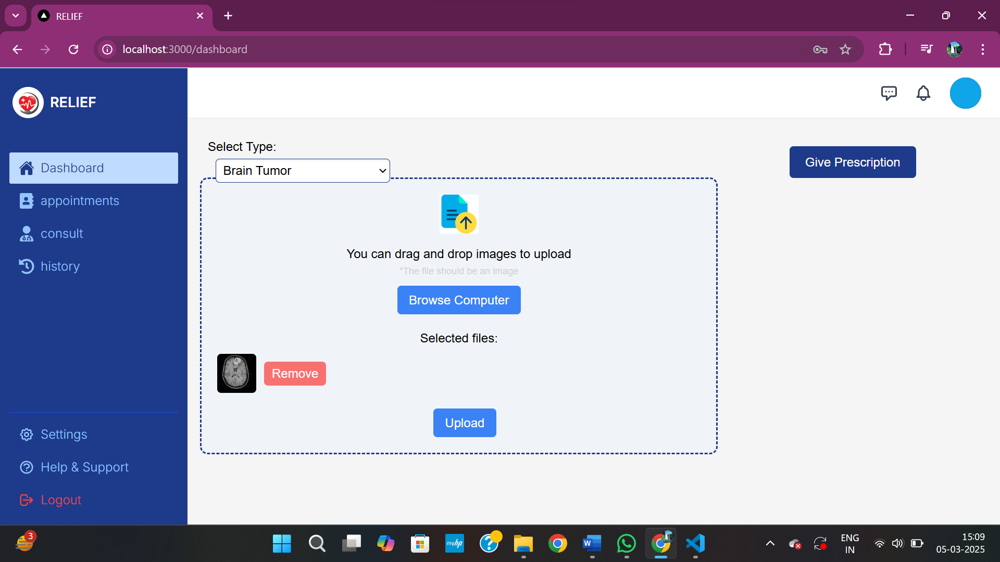 RELIEF
localhost:3000/dashboard
RELIEF
Dashboard
appointments
consult
history
Settings
Help & Support
Logout
Select Type:
Brain Tumor
Give Prescription
You can drag and drop images to upload
*The file should be an image
Browse Computer
Selected files:
Remove
Upload
3
myhp
?
W
ENG
IN
15:09
05-03-2025